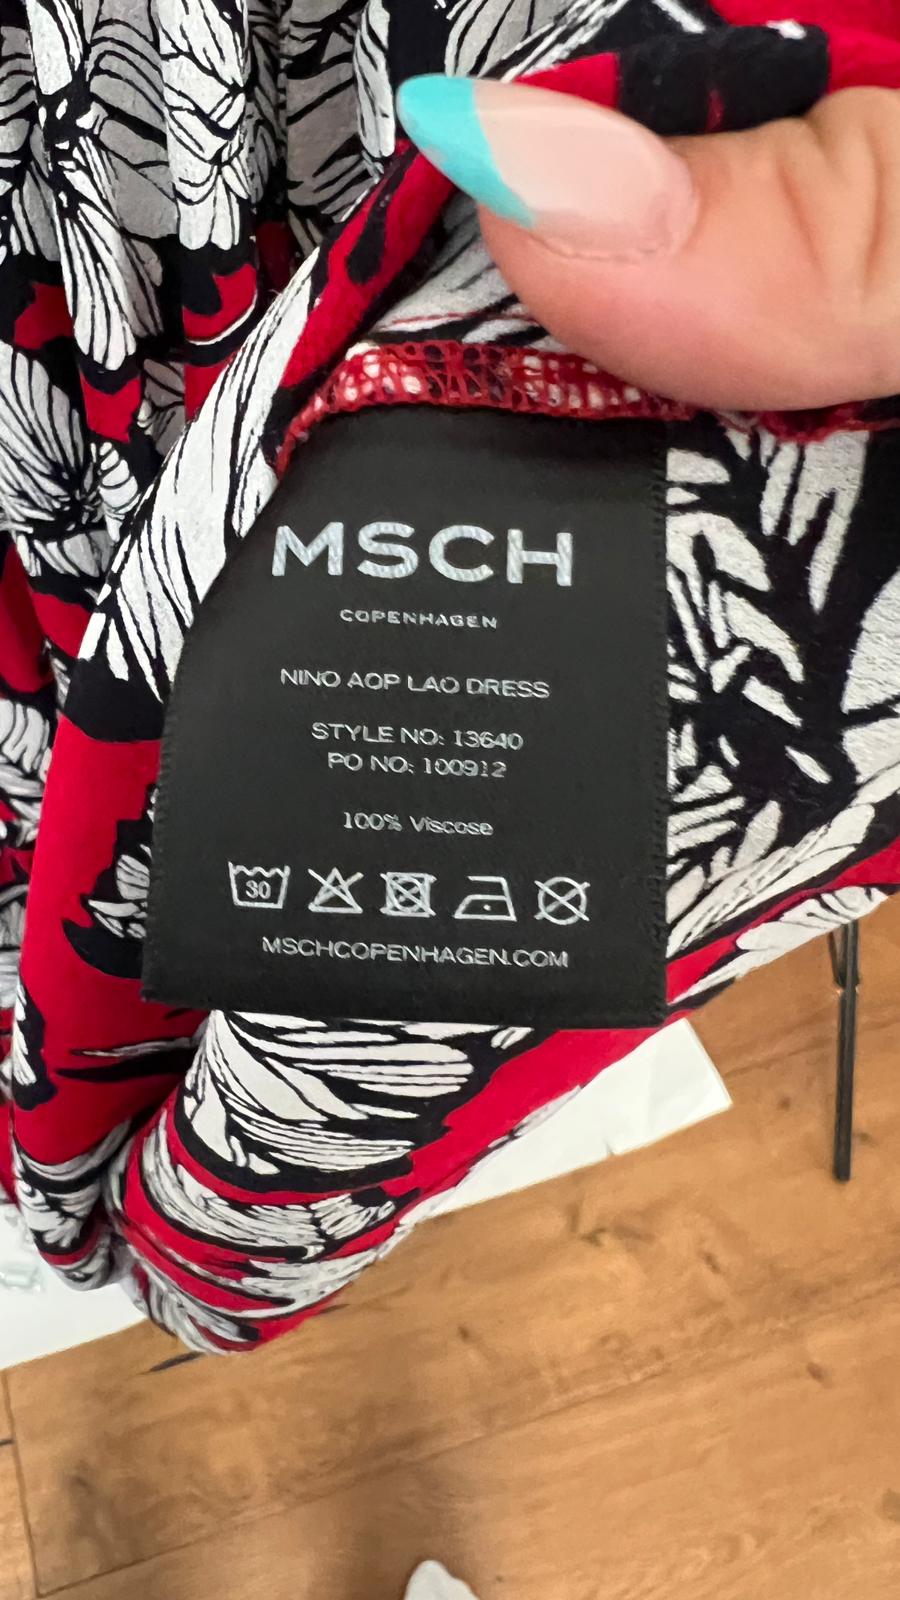 MSCH
COPENHAGEN
NINO AOP LAO DRESS
STYLE NO: 13640
PO NO: 100912
100% Viscose
30
MSCHCOPENHAGEN.COM